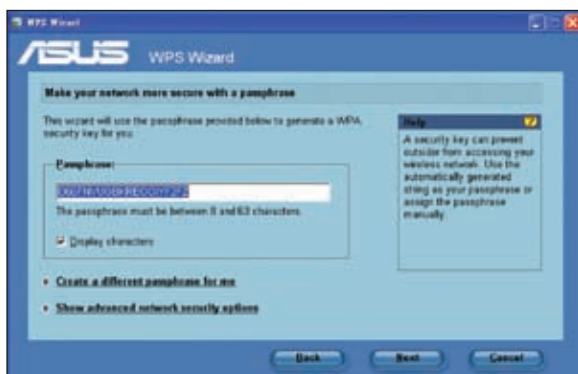 WPS Wizard
ASUS WPS Wizard
Make your network more secure with a passphrase
This wizard will use the passphrase provided below to generate a WPA
security key for you.
Passphrase:
The passphrase must be between 8 and 63 characters.
Display characters
Create a different passphrase for me
Show advanced network security options
Help
A security key can prevent
outsider from accessing your
wireless network. Use the
automatically generated
string as your passphrase or
assign the passphrase
manually.
Back Next Cancel